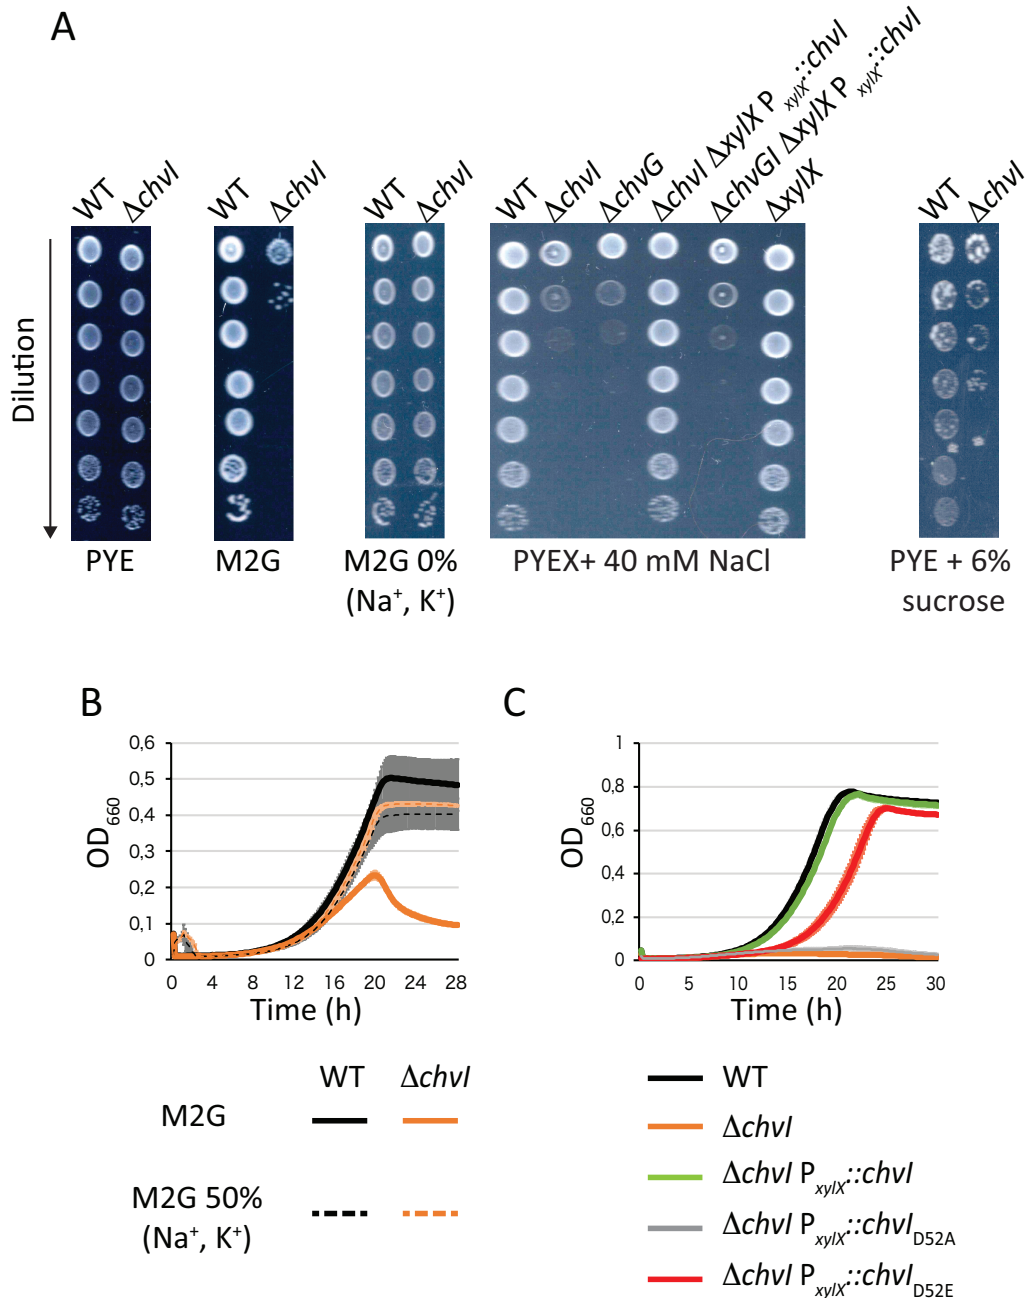 A
WT
ΔchvI
WT
ΔchvI
WT
ΔchvI
WT
ΔchvI
ΔchvG
ΔchvI ΔxylX PxylX::chvI
ΔchvGI ΔxylX PxylX::chvI
ΔxylX
WT
ΔchvI
Dilution
PYE
M2G
M2G 0%
(Na⁺, K⁺)
PYEX+ 40 mM NaCl
PYE + 6%
sucrose
B
0,6
0,5
0,4
0,3
0,2
0,1
0
OD660
0 4 8 12 16 20 24 28
Time (h)
C
1
0,8
0,6
0,4
0,2
0
OD660
0 5 10 15 20 25 30
Time (h)
WT ΔchvI
M2G
M2G 50%
(Na⁺, K⁺)
WT
ΔchvI
ΔchvI PxylX::chvI
ΔchvI PxylX::chvID52A
ΔchvI PxylX::chvID52E